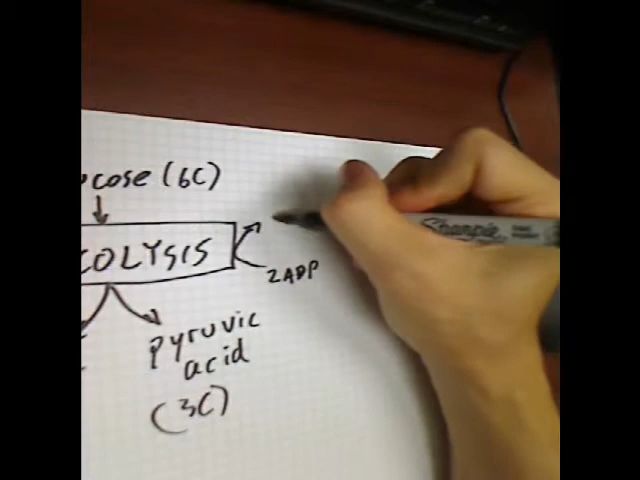 cose (6C)
COLYSIS
2ADP
pyruvic
acid
(3C)
Sharpie